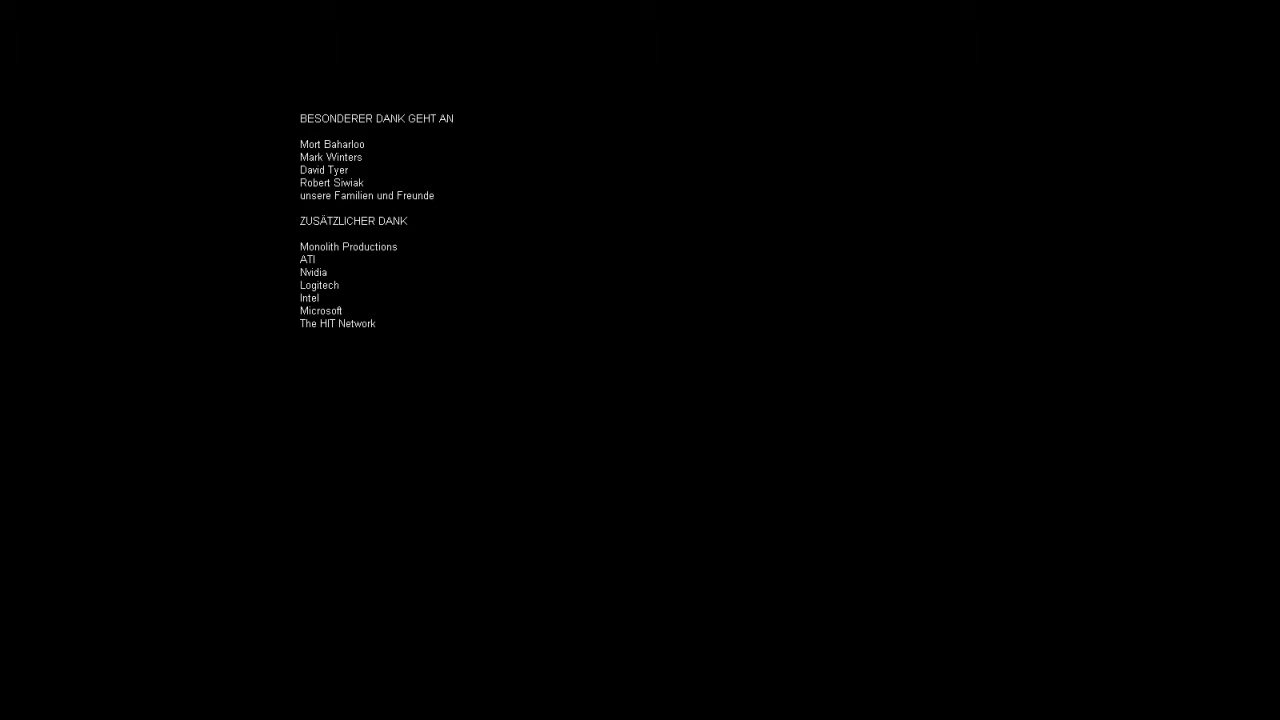 BESONDERER DANK GEHT AN
Mort Baharloo
Mark Winters
David Tyer
Robert Siwiak
unsere Familien und Freunde
ZUSÄTZLICHER DANK
Monolith Productions
ATI
Nvidia
Logitech
Intel
Microsoft
The HIT Network